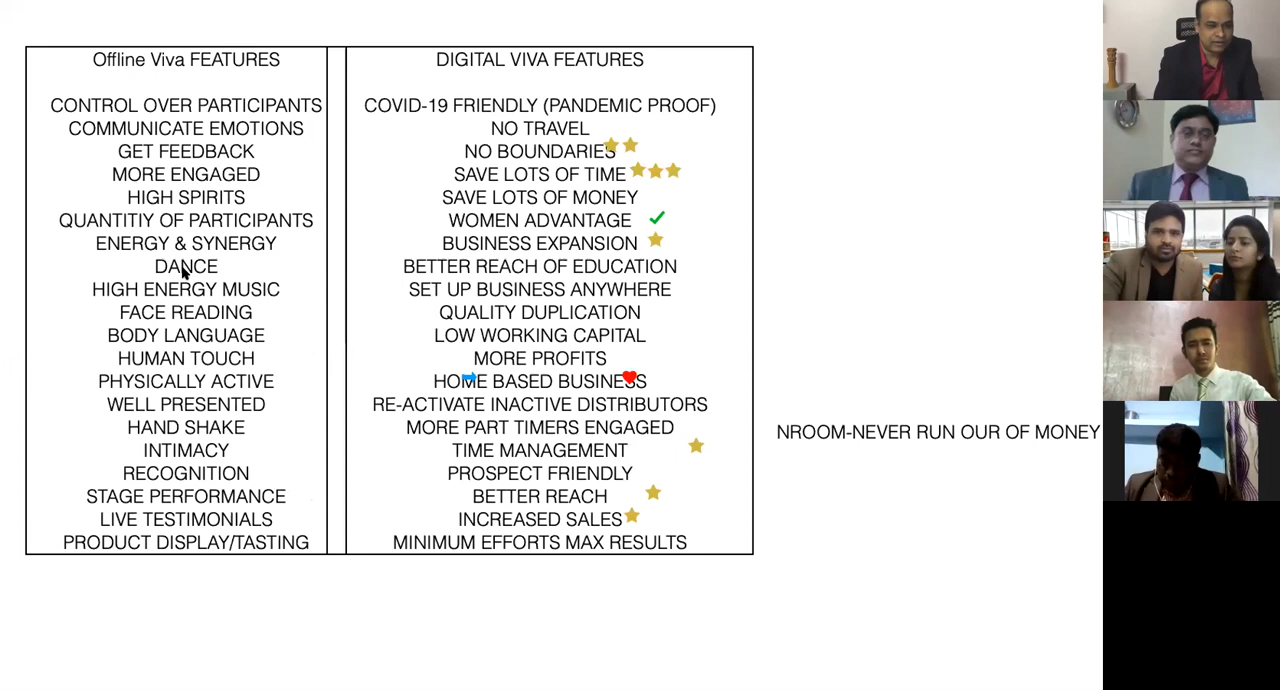 Offline Viva FEATURES
CONTROL OVER PARTICIPANTS
COMMUNICATE EMOTIONS
GET FEEDBACK
MORE ENGAGED
HIGH SPIRITS
QUANTITIY OF PARTICIPANTS
ENERGY & SYNERGY
DANCE
HIGH ENERGY MUSIC
FACE READING
BODY LANGUAGE
HUMAN TOUCH
PHYSICALLY ACTIVE
WELL PRESENTED
HAND SHAKE
INTIMACY
RECOGNITION
STAGE PERFORMANCE
LIVE TESTIMONIALS
PRODUCT DISPLAY/TASTING
DIGITAL VIVA FEATURES
COVID-19 FRIENDLY (PANDEMIC PROOF)
NO TRAVEL
NO BOUNDARIES
SAVE LOTS OF TIME
SAVE LOTS OF MONEY
WOMEN ADVANTAGE
BUSINESS EXPANSION
BETTER REACH OF EDUCATION
SET UP BUSINESS ANYWHERE
QUALITY DUPLICATION
LOW WORKING CAPITAL
MORE PROFITS
HOME BASED BUSINESS
RE-ACTIVATE INACTIVE DISTRIBUTORS
MORE PART TIMERS ENGAGED
TIME MANAGEMENT
PROSPECT FRIENDLY
BETTER REACH
INCREASED SALES
MINIMUM EFFORTS MAX RESULTS
NROOM-NEVER RUN OUR OF MONEY